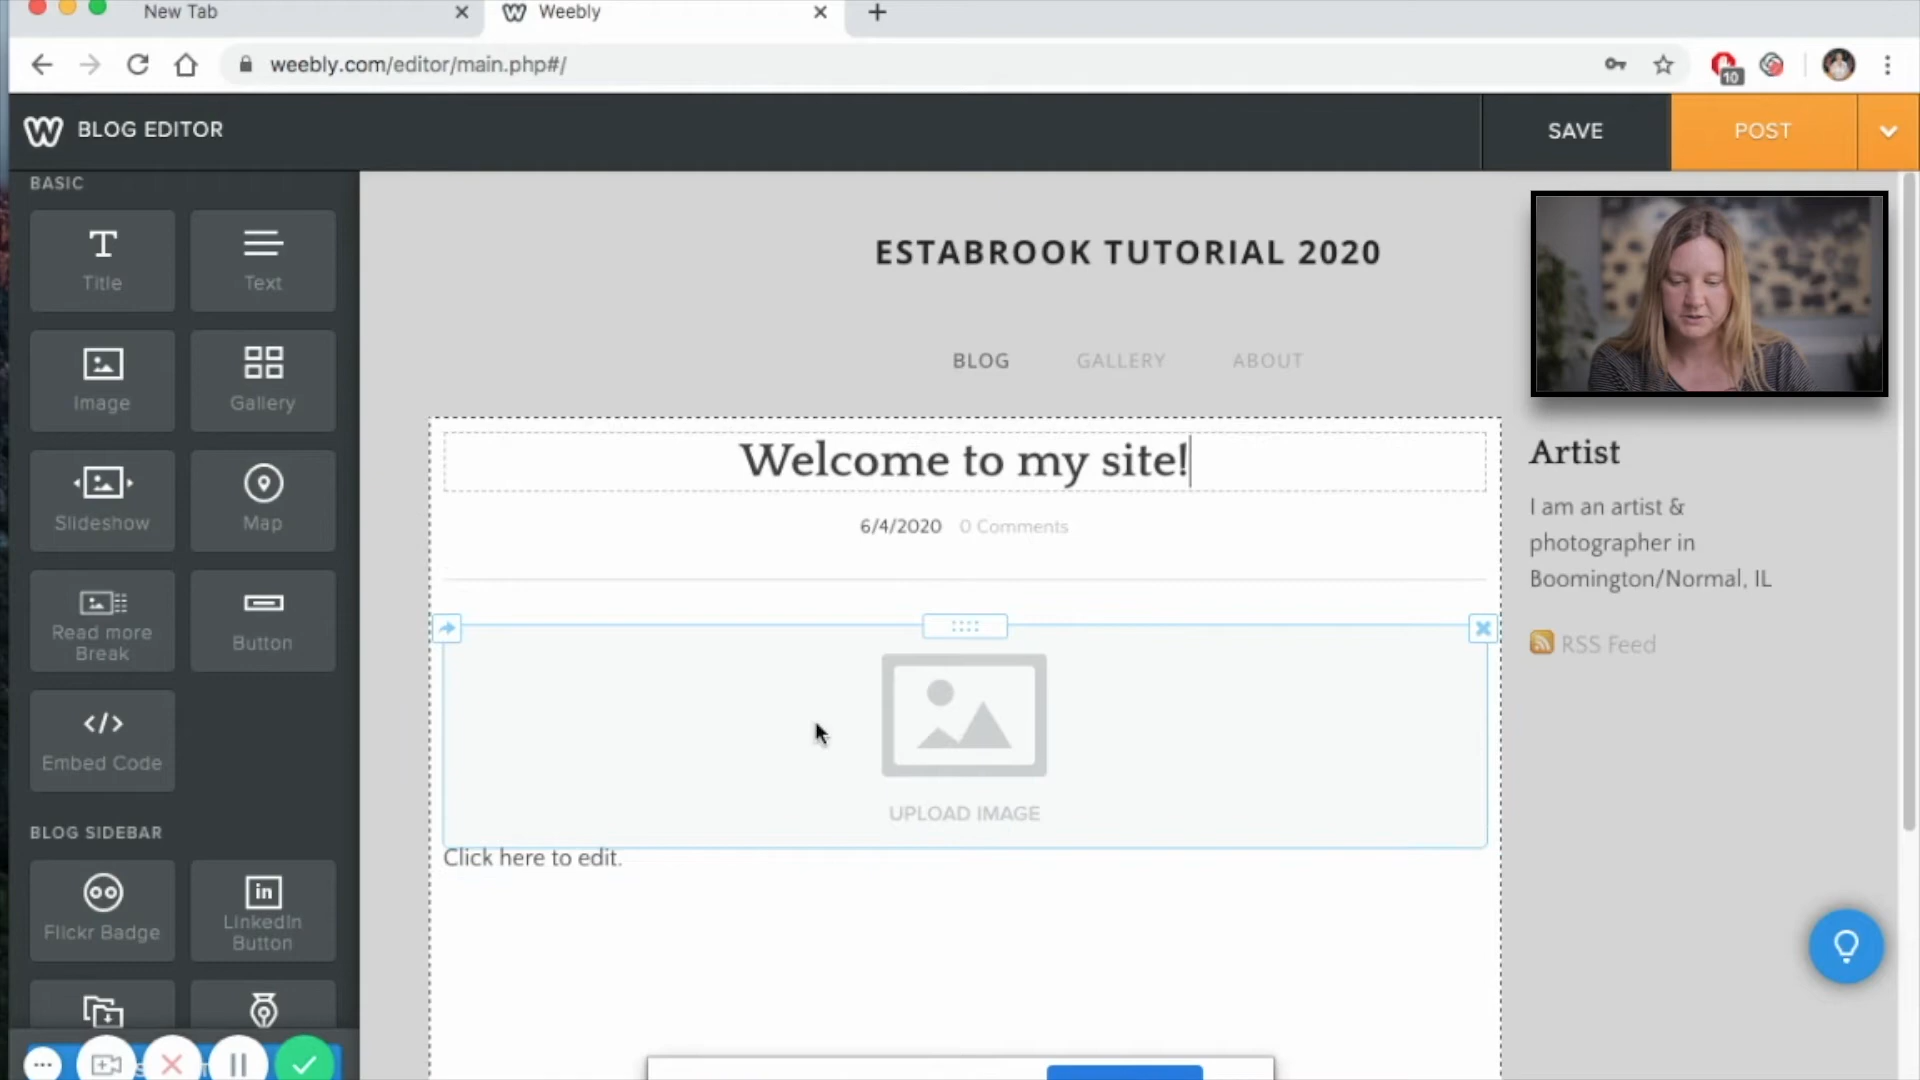 New Tab
Weebly
weebly.com/editor/main.php#/
10
BLOG EDITOR
SAVE
POST
BASIC
Title
Text
Image
Gallery
Slideshow
Map
Read more
Break
Button
</>
Embed Code
BLOG SIDEBAR
Flickr Badge
in
LinkedIn
Button
ESTABROOK TUTORIAL 2020
BLOG GALLERY ABOUT
Welcome to my site!
6/4/2020 0 Comments
UPLOAD IMAGE
Click here to edit.
Artist
I am an artist &
photographer in
Boomington/Normal, IL
RSS Feed